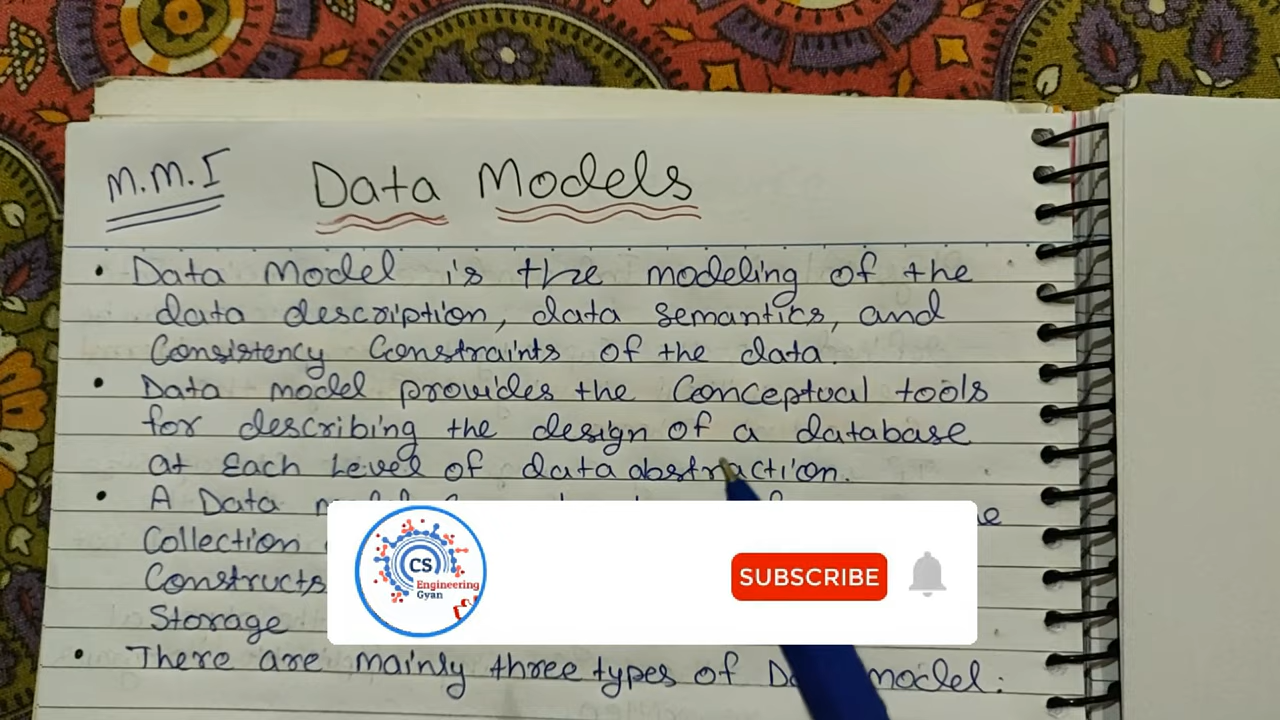 M.M.I
Data Models
• Data Model is the modeling of the
data description, data semantics, and
Consistency Constraints of the data.
• Data model provides the Conceptual tools
for describing the design of a database
at Each Level of data abstraction.
• A Data
Collection
Constructs
Storage
• There are mainly three types of model:
CS
Engineering
Gyan
SUBSCRIBE